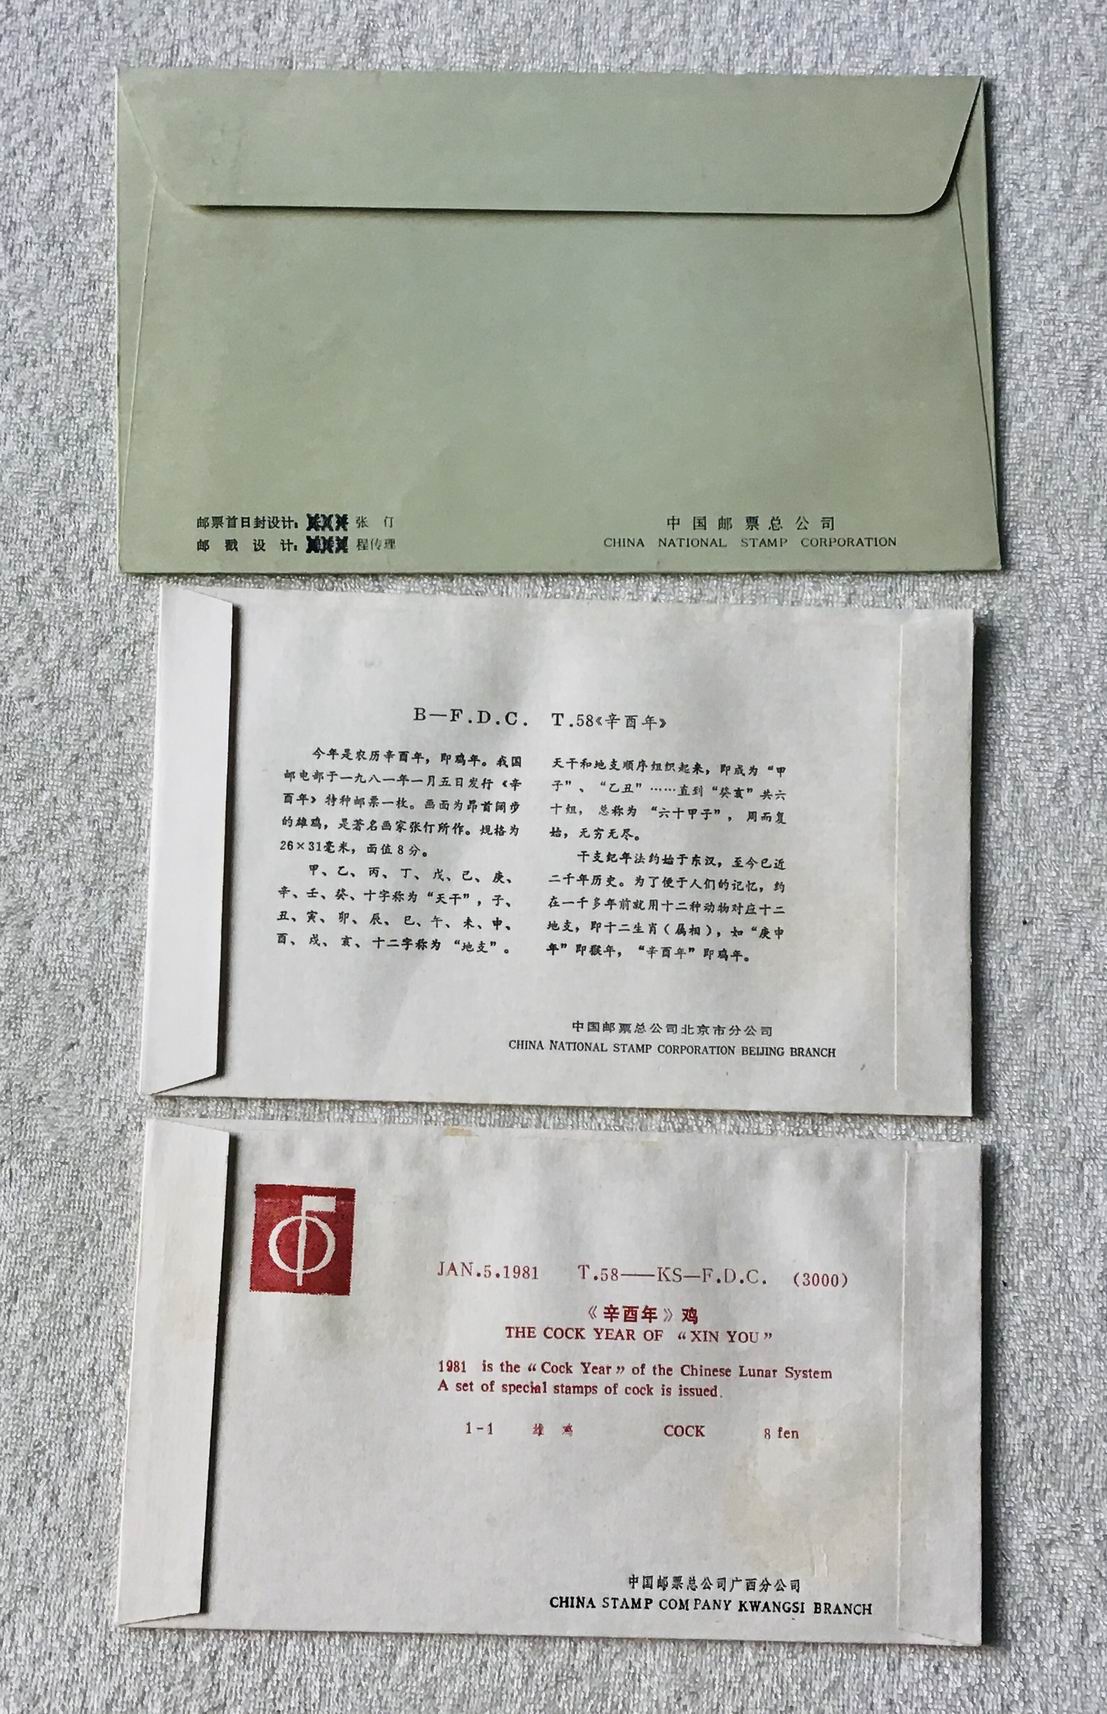 邮票首日封设计： 张 仃
邮 戳 设 计： 程传理
中国邮票总公司
CHINA NATIONAL STAMP CORPORATION
B—F.D.C. T.58《辛酉年》
今年是农历辛酉年，即鸡年。我国
邮电部于一九八一年一月五日发行《辛
酉年》特种邮票一枚。画面为昂首阔步
的雄鸡，是著名画家张仃所作。规格为
26×31毫米，面值8分。
甲、乙、丙、丁、戊、己、庚、
辛、壬、癸、十字称为“天干”，子、
丑、寅、卯、辰、巳、午、未、申、
酉、戌、亥、十二字称为“地支”。
天干和地支顺序组织起来，即成为“甲
子”、“乙丑”……直到“癸亥”共六
十组，总称为“六十甲子”，周而复
始，无穷无尽。
干支纪年法约始于东汉，至今已近
二千年历史。为了便于人们的记忆，约
在一千多年前就用十二种动物对应十二
地支，即十二生肖（属相），如“庚申
年”即猴年，“辛酉年”即鸡年。
中国邮票总公司北京市分公司
CHINA NATIONAL STAMP CORPORATION BEIJING BRANCH
JAN.5.1981 T.58——KS—F.D.C. (3000)
《辛酉年》鸡
THE COCK YEAR OF “XIN YOU”
1981 is the “Cock Year” of the Chinese Lunar System
A set of special stamps of cock is issued.
1-1 雄鸡 COCK 8 fen
中国邮票总公司广西分公司
CHINA STAMP COMPANY KWANGSI BRANCH